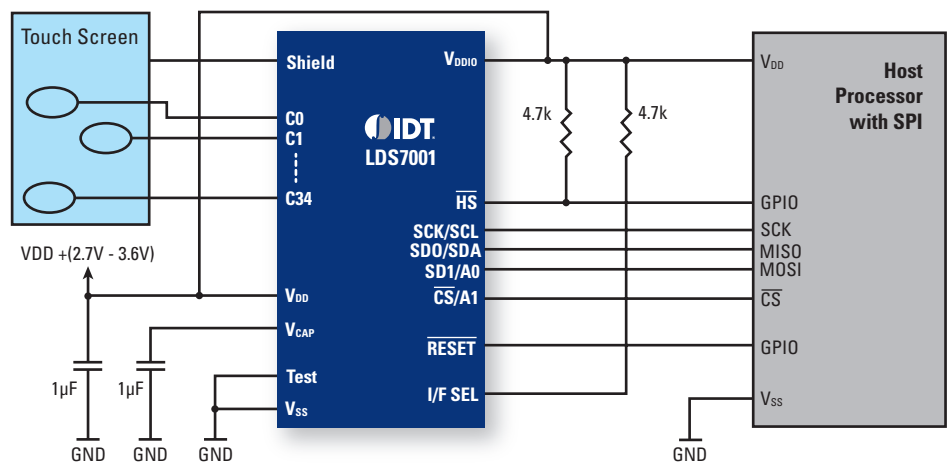 Touch Screen
VDD +(2.7V - 3.6V)
1µF
1µF
GND
GND
GND
Shield
C0
C1
C34
VDD
VCAP
Test
VSS
IDT
LDS7001
VDDIO
HS
SCK/SCL
SDO/SDA
SD1/A0
CS/A1
RESET
I/F SEL
4.7k
4.7k
GND
VDD
Host
Processor
with SPI
GPIO
SCK
MISO
MOSI
CS
GPIO
VSS